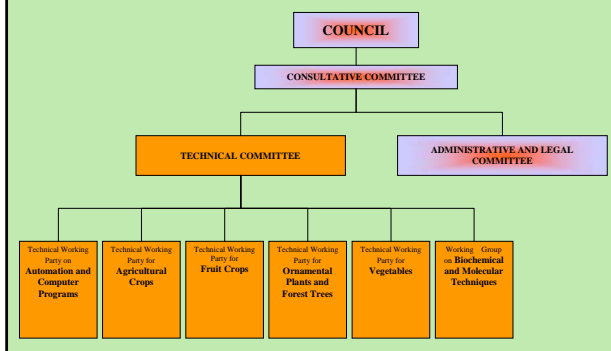 COUNCIL
CONSULTATIVE COMMITTEE
TECHNICAL COMMITTEE
ADMINISTRATIVE AND LEGAL
COMMITTEE
Technical Working
Party on
Automation and
Computer
Programs
Technical Working
Party for
Agricultural
Crops
Technical Working
Party for
Fruit Crops
Technical Working
Party for
Ornamental
Plants and
Forest Trees
Technical Working
Party for
Vegetables
Working Group
on Biochemical
and Molecular
Techniques